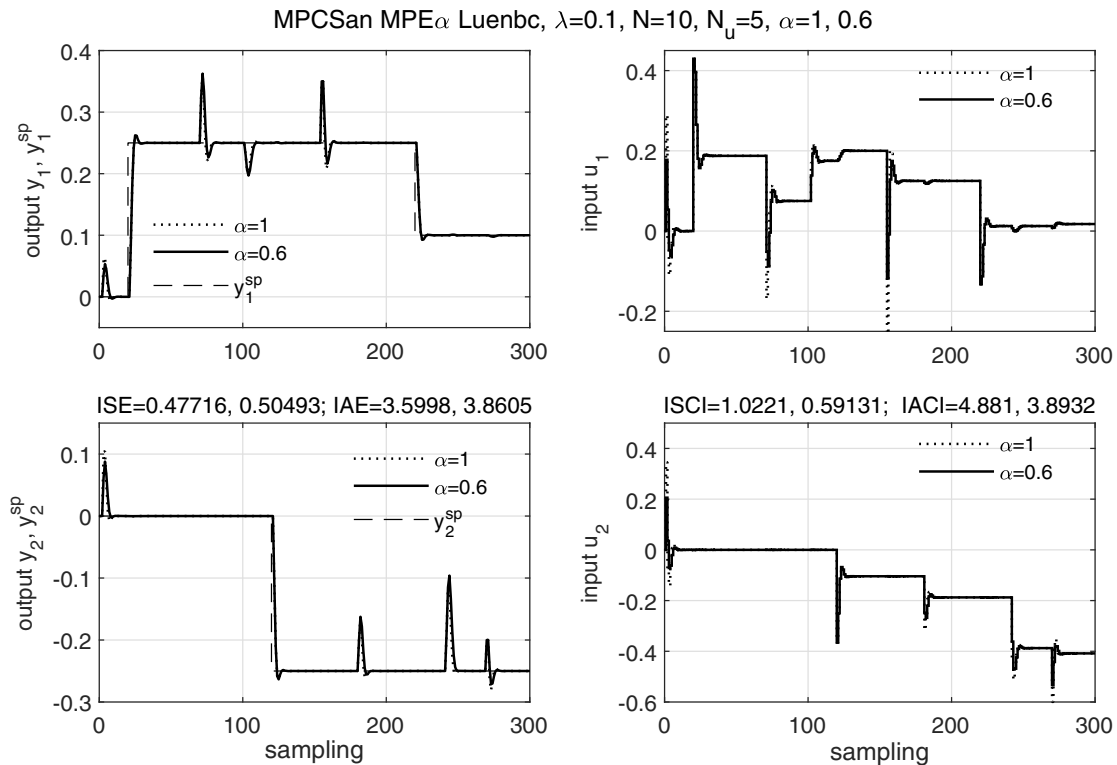 MPCSan MPEα Luenbc, λ=0.1, N=10, N_u=5, α=1, 0.6
output y_1, y_1^sp
0.4
0.3
0.2
0.1
0
α=1
α=0.6
y_1^sp
0
100
200
300
input u_1
0.4
0.2
0
-0.2
α=1
α=0.6
0
100
200
300
ISE=0.47716, 0.50493; IAE=3.5998, 3.8605
output y_2, y_2^sp
0.1
0
-0.1
-0.2
-0.3
α=1
α=0.6
y_2^sp
0
100
200
300
sampling
ISCI=1.0221, 0.59131; IACI=4.881, 3.8932
input u_2
0.4
0.2
0
-0.2
-0.4
-0.6
α=1
α=0.6
0
100
200
300
sampling